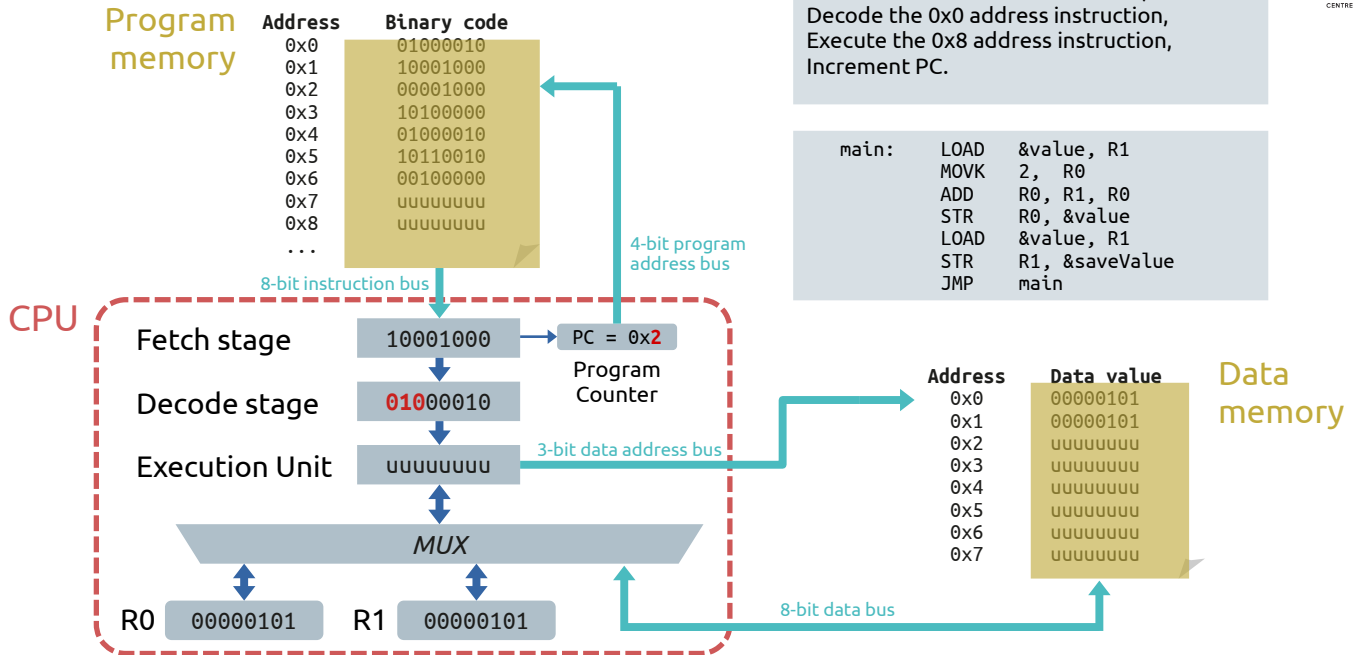 CENTRE
Decode the 0x0 address instruction,
Execute the 0x8 address instruction,
Increment PC.
Program
memory
Address Binary code
0x0 01000010
0x1 10001000
0x2 00001000
0x3 10100000
0x4 01000010
0x5 10110010
0x6 00100000
0x7 uuuuuuuu
0x8 uuuuuuuu
...
main: LOAD &value, R1
MOVK 2, R0
ADD R0, R1, R0
STR R0, &value
LOAD &value, R1
STR R1, &saveValue
JMP main
4-bit program
address bus
8-bit instruction bus
CPU
Fetch stage 10001000 PC = 0x2
Program
Counter
Decode stage 01000010
Execution Unit uuuuuuuu
3-bit data address bus
MUX
R0 00000101 R1 00000101
8-bit data bus
Data
memory
Address Data value
0x0 00000101
0x1 00000101
0x2 uuuuuuuu
0x3 uuuuuuuu
0x4 uuuuuuuu
0x5 uuuuuuuu
0x6 uuuuuuuu
0x7 uuuuuuuu